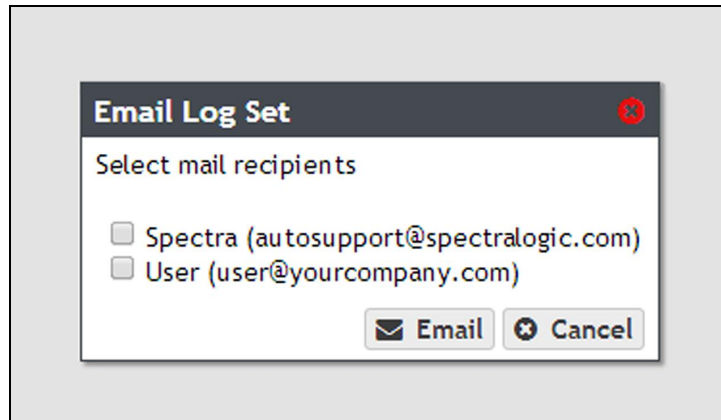 Email Log Set
Select mail recipients
Spectra (autosupport@spectralogic.com)
User (user@yourcompany.com)
Email Cancel